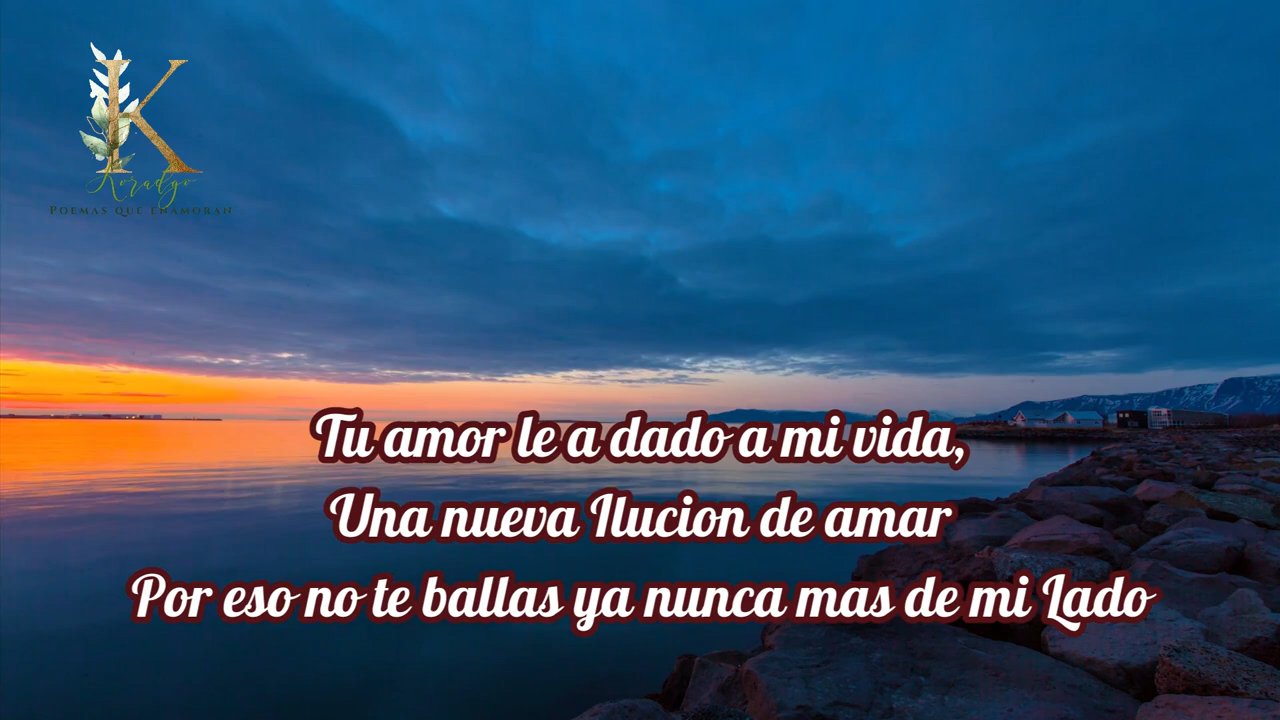 K
Koradgo
POEMAS QUE ENAMORAN
Tu amor le a dado a mi vida,
Una nueva Ilucion de amar
Por eso no te ballas ya nunca mas de mi Lado